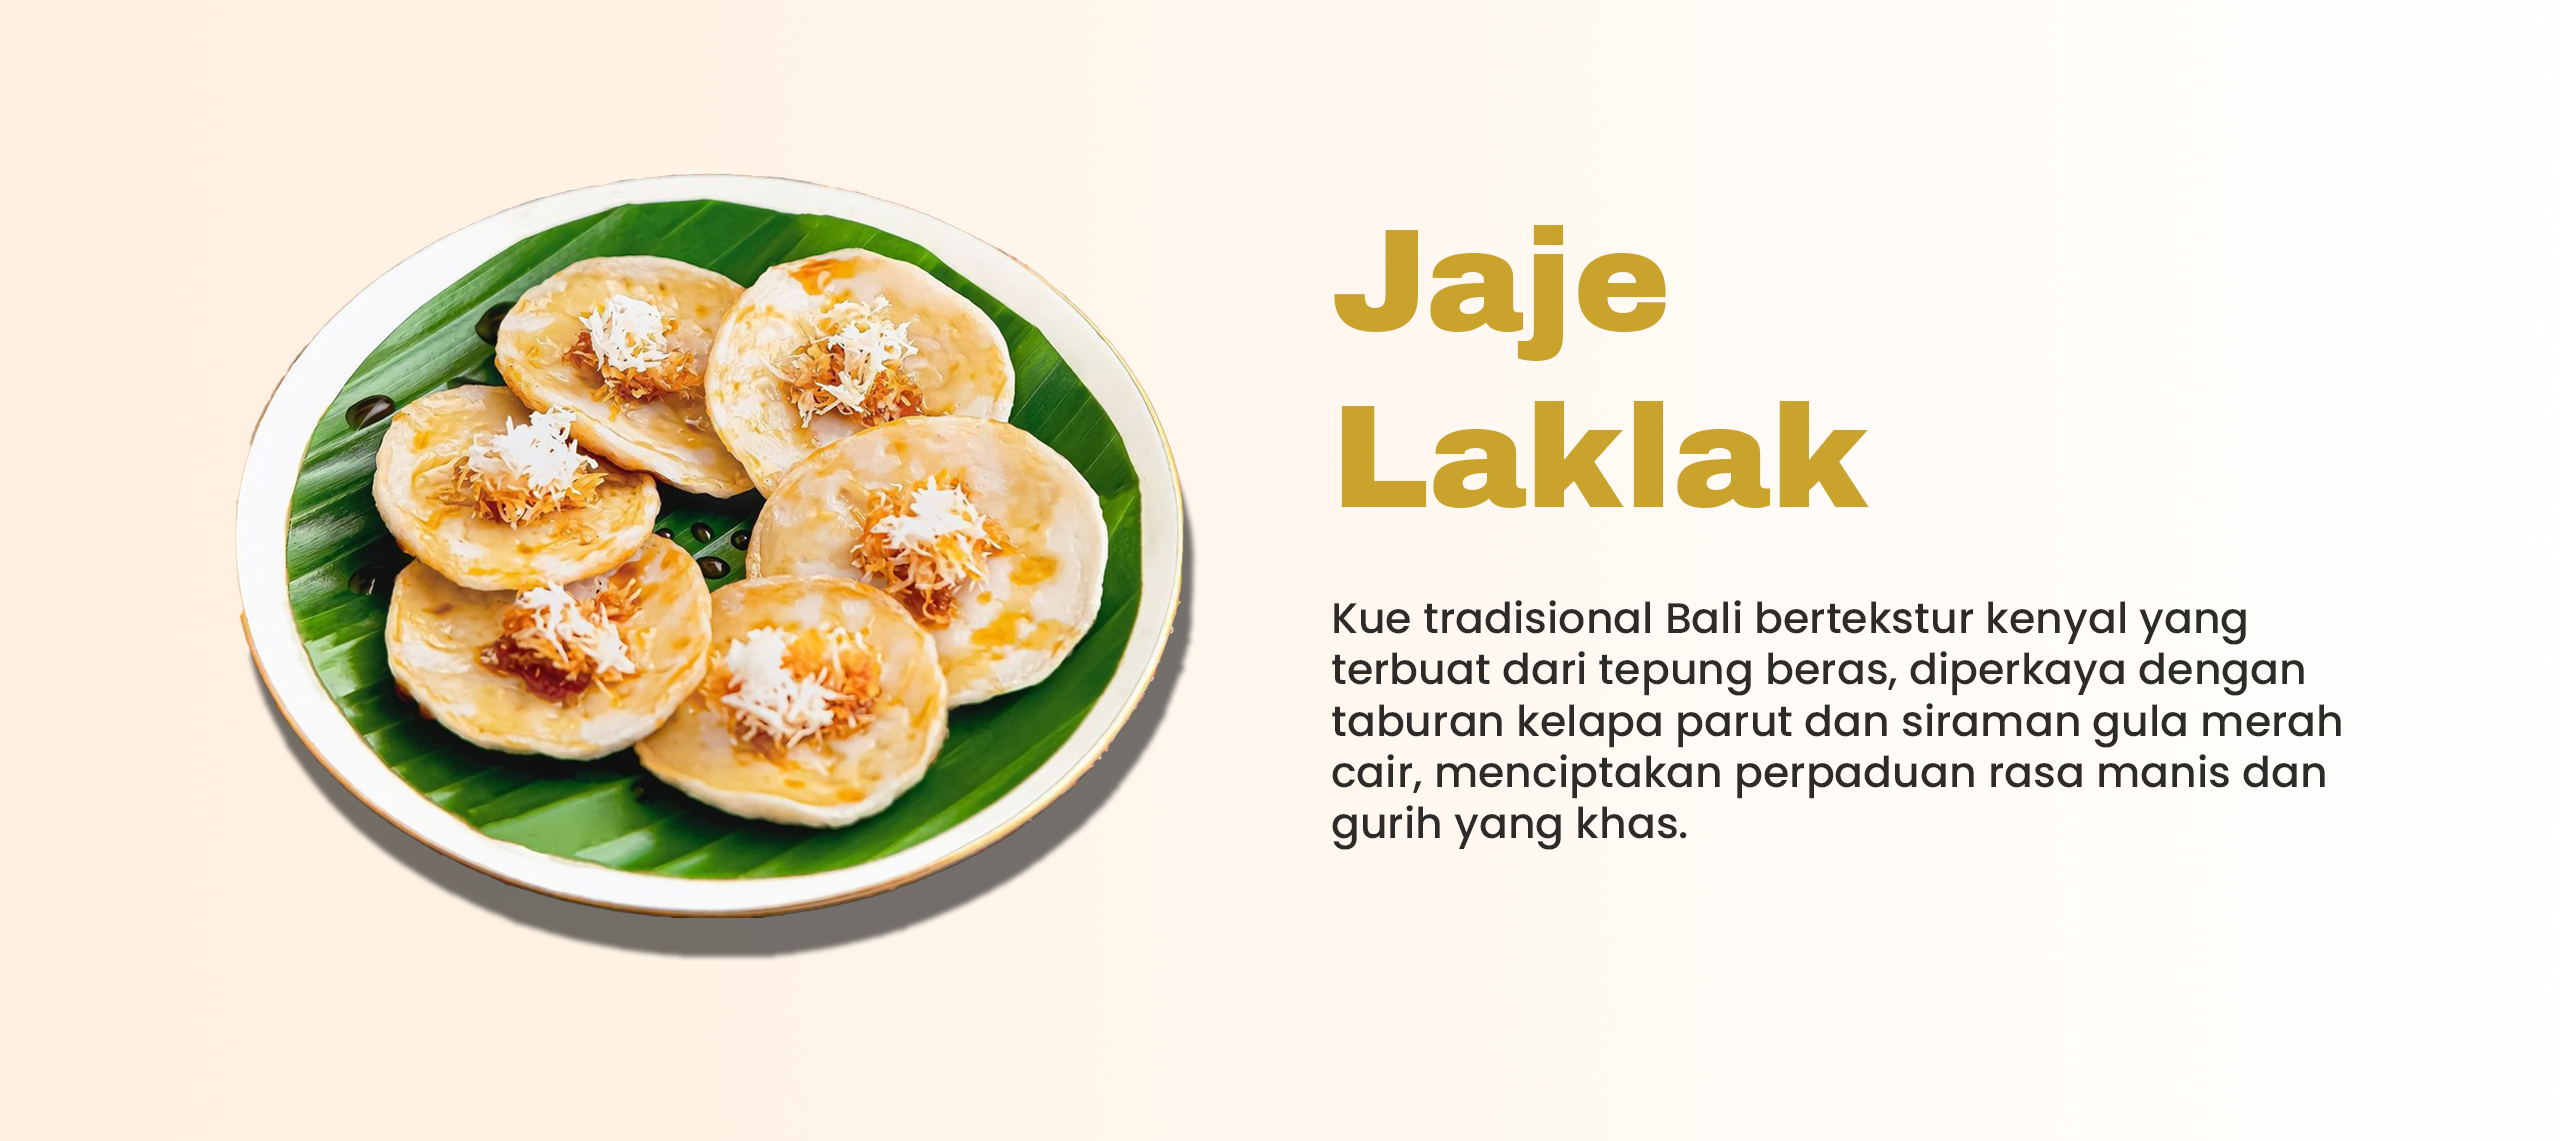 Jaje
Laklak
Kue tradisional Bali bertekstur kenyal yang
terbuat dari tepung beras, diperkaya dengan
taburan kelapa parut dan siraman gula merah
cair, menciptakan perpaduan rasa manis dan
gurih yang khas.